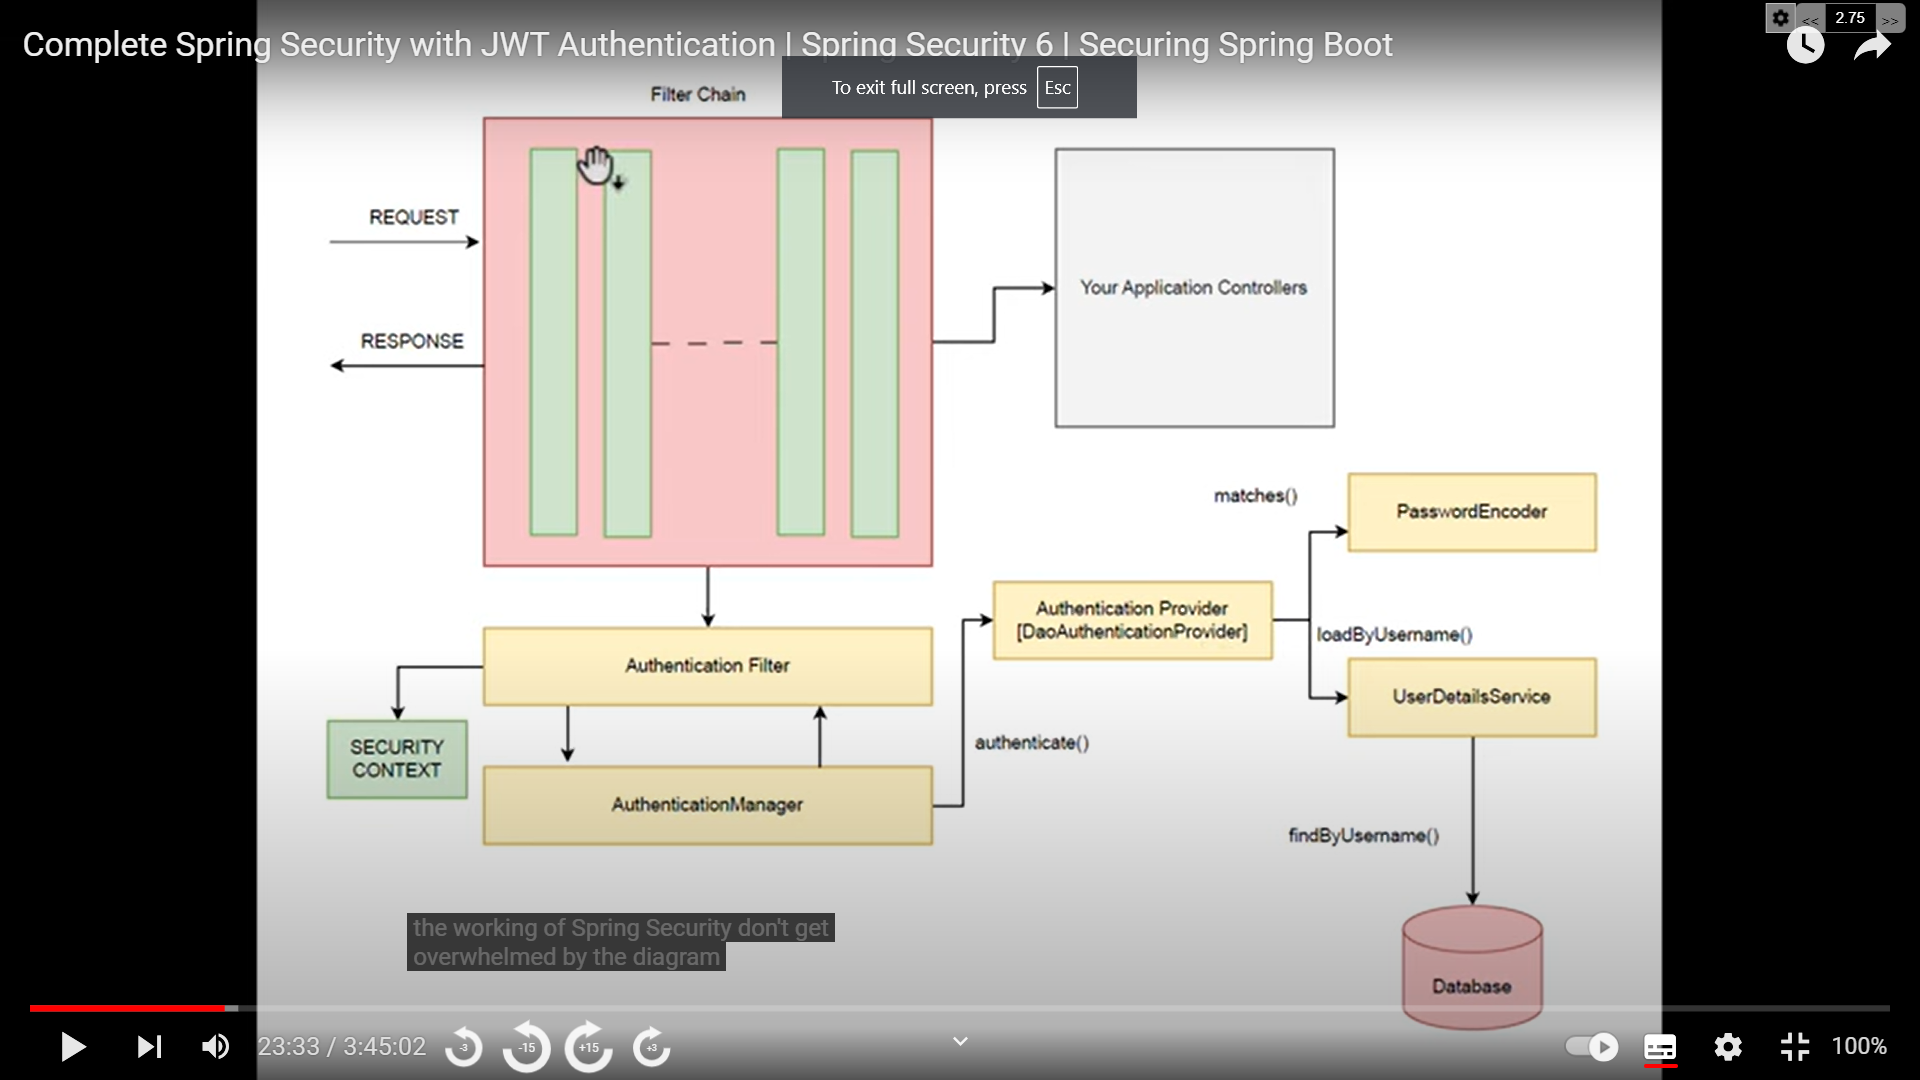 Complete Spring Security with JWT Authentication | Spring Security 6 | Securing Spring Boot
<< 2.75 >>
To exit full screen, press Esc
Filter Chain
REQUEST
RESPONSE
Your Application Controllers
matches()
PasswordEncoder
Authentication Provider
[DaoAuthenticationProvider]
loadByUsername()
Authentication Filter
UserDetailsService
SECURITY
CONTEXT
authenticate()
AuthenticationManager
findByUsername()
the working of Spring Security don't get
overwhelmed by the diagram
Database
23:33 / 3:45:02
-3
-15
+15
+3
100%